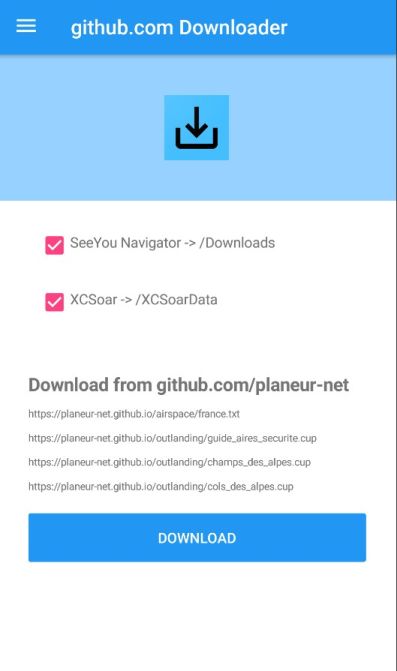 github.com Downloader
SeeYou Navigator -> /Downloads
XCSoar -> /XCSoarData
Download from github.com/planeur-net
https://planeur-net.github.io/airspace/france.txt
https://planeur-net.github.io/outlanding/guide_aires_securite.cup
https://planeur-net.github.io/outlanding/champs_des_alpes.cup
https://planeur-net.github.io/outlanding/cols_des_alpes.cup
DOWNLOAD